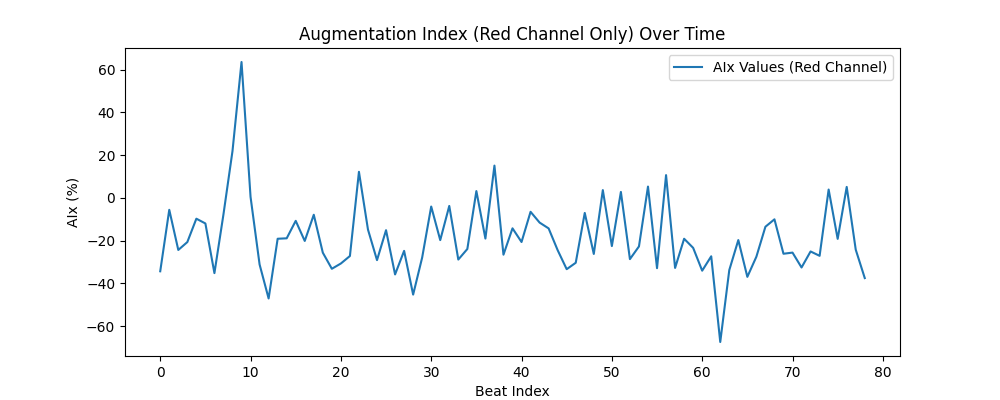 Augmentation Index (Red Channel Only) Over Time
AIx Values (Red Channel)
AIx (%)
60
40
20
0
−20
−40
−60
0 10 20 30 40 50 60 70 80
Beat Index